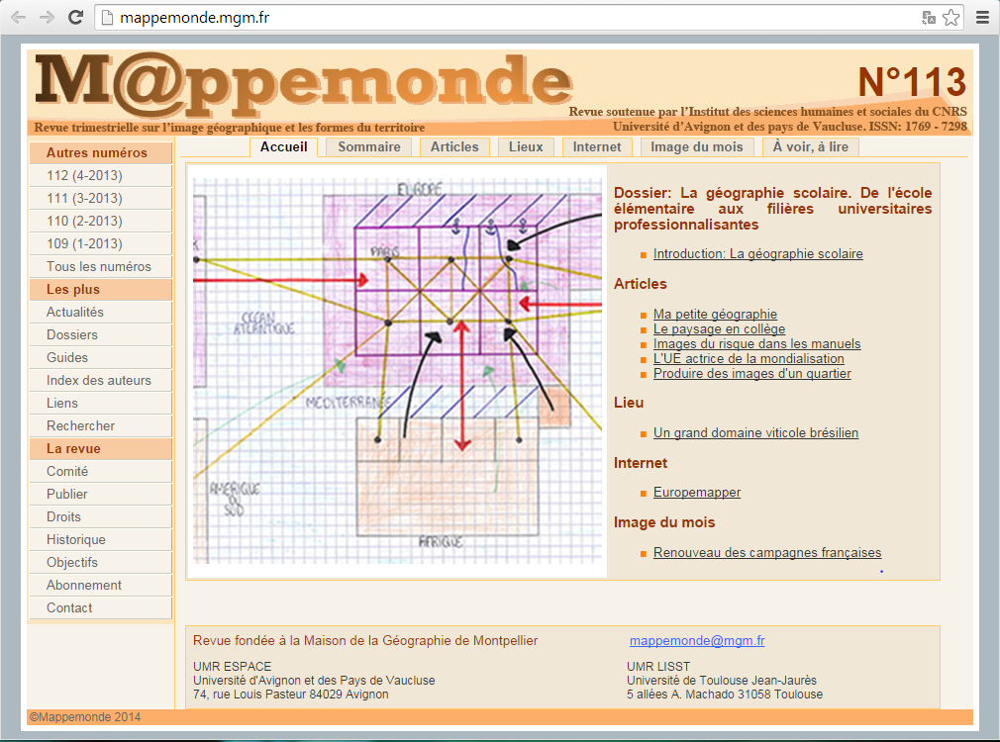 mappemonde.mgm.fr
M@ppemonde
N°113
Revue soutenue par l'Institut des sciences humaines et sociales du CNRS
Revue trimestrielle sur l'image géographique et les formes du territoire
Université d'Avignon et des pays de Vaucluse. ISSN: 1769 - 7298
Accueil
Sommaire
Articles
Lieux
Internet
Image du mois
À voir, à lire
Autres numéros
112 (4-2013)
111 (3-2013)
110 (2-2013)
109 (1-2013)
Tous les numéros
Les plus
Actualités
Dossiers
Guides
Index des auteurs
Liens
Rechercher
La revue
Comité
Publier
Droits
Historique
Objectifs
Abonnement
Contact
EUROPE
PARIS
OCEAN
ATLANTIQUE
MEDITERRANÉE
AMERIQUE
DU
SUD
AFRIQUE
Dossier: La géographie scolaire. De l'école
élémentaire aux filières universitaires
professionnalisantes
Introduction: La géographie scolaire
Articles
Ma petite géographie
Le paysage en collège
Images du risque dans les manuels
L'UE actrice de la mondialisation
Produire des images d'un quartier
Lieu
Un grand domaine viticole brésilien
Internet
Europemapper
Image du mois
Renouveau des campagnes françaises
Revue fondée à la Maison de la Géographie de Montpellier
mappemonde@mgm.fr
UMR ESPACE
Université d'Avignon et des Pays de Vaucluse
74, rue Louis Pasteur 84029 Avignon
UMR LISST
Université de Toulouse Jean-Jaurès
5 allées A. Machado 31058 Toulouse
©Mappemonde 2014